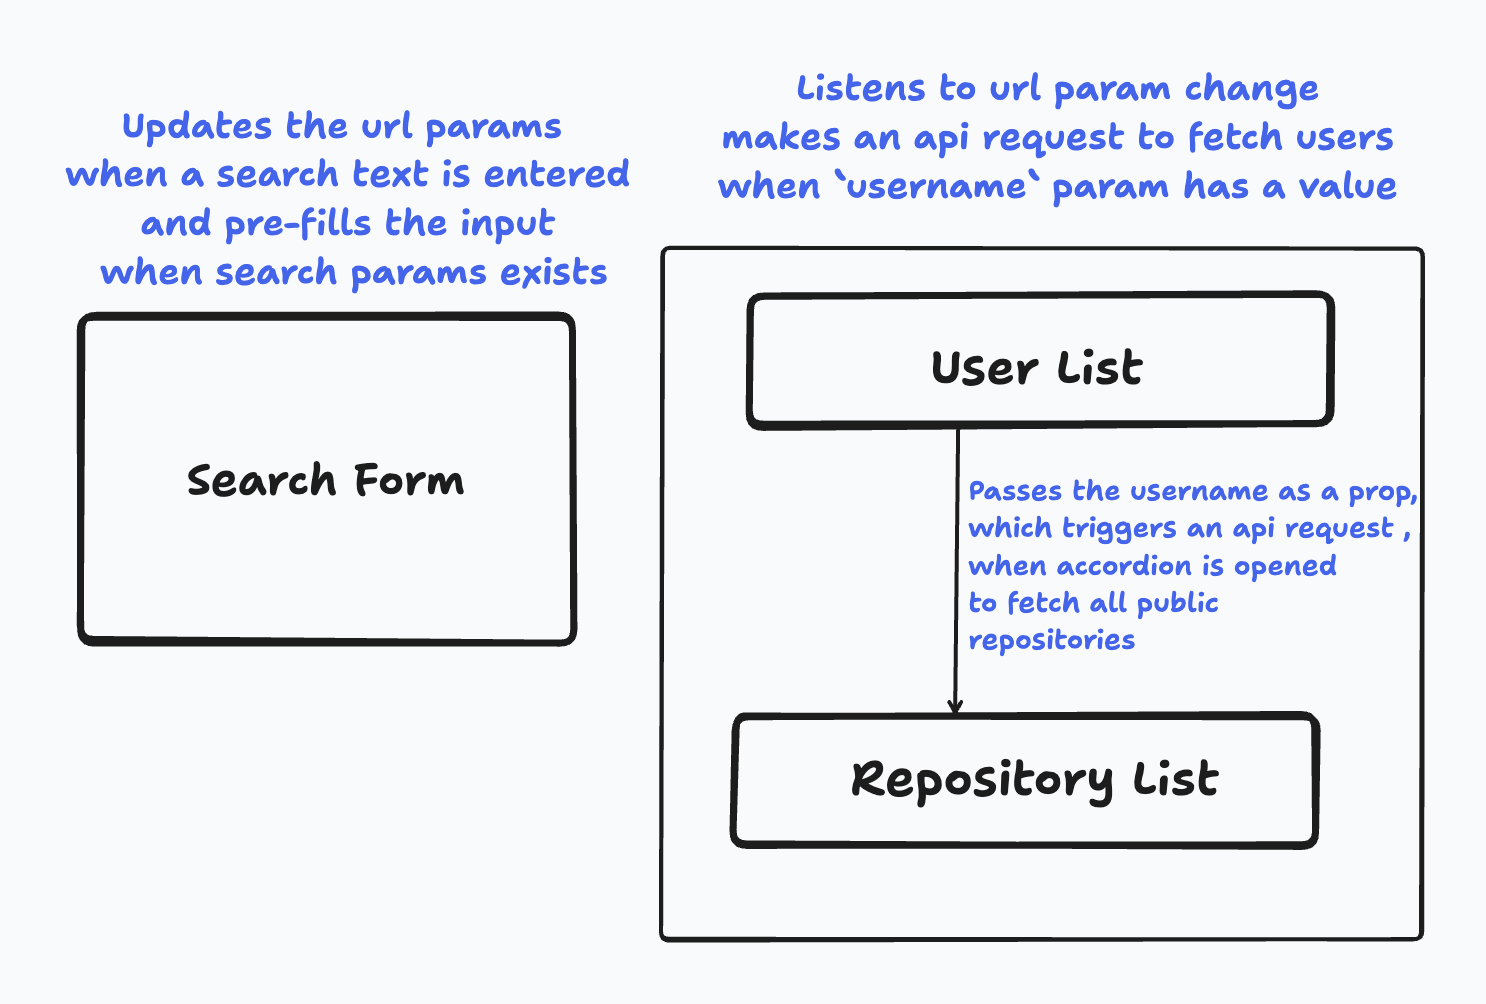 Updates the url params
when a search text is entered
and pre-fills the input
when search params exists
Search Form
Listens to url param change
makes an api request to fetch users
when `username` param has a value
User List
Passes the username as a prop,
which triggers an api request ,
when accordion is opened
to fetch all public
repositories
Repository List